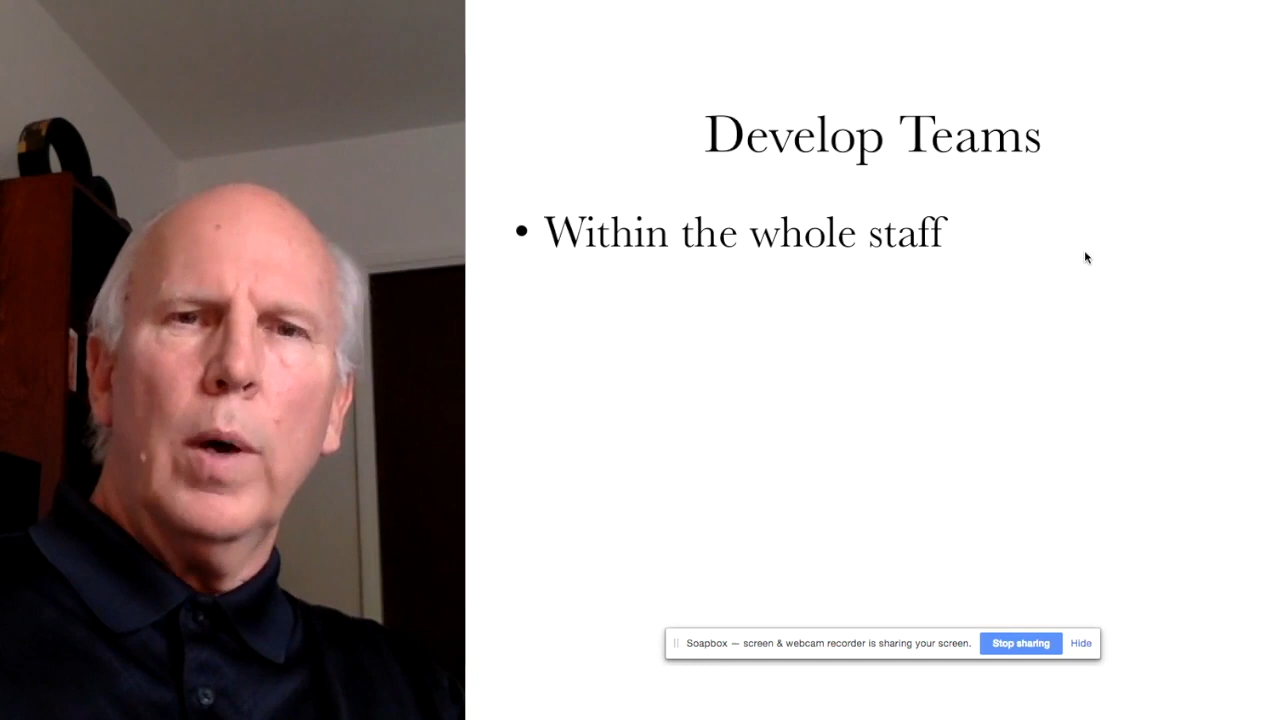 Develop Teams
• Within the whole staff
Soapbox — screen & webcam recorder is sharing your screen. Stop sharing Hide